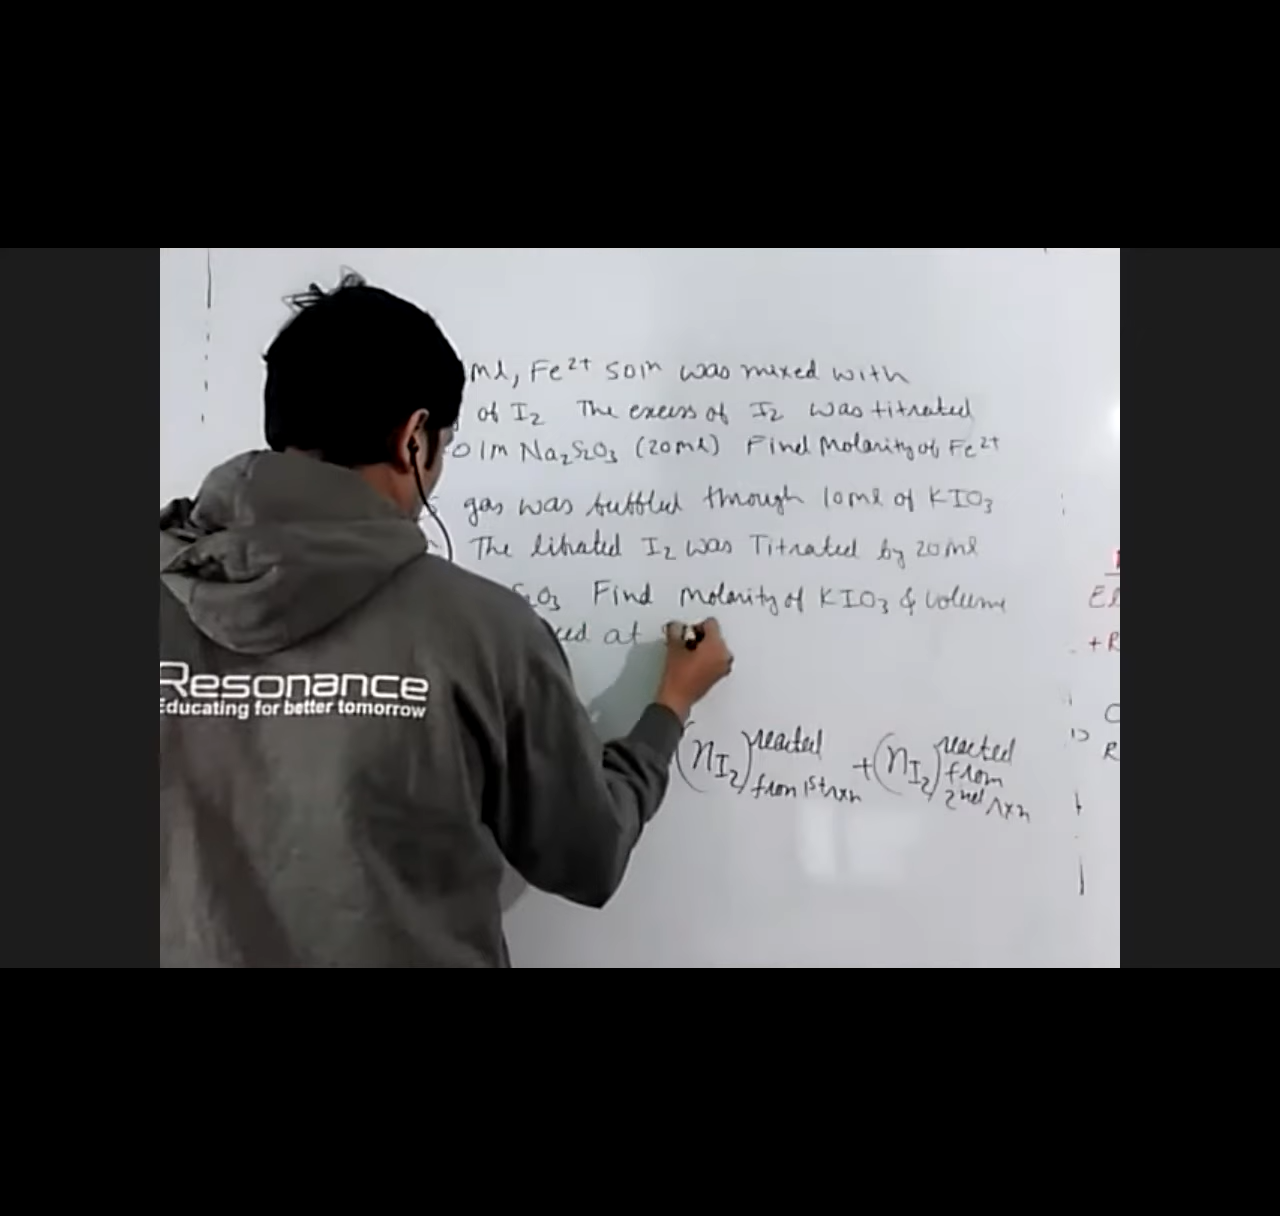 ml, Fe²⁺ soln was mixed with
of I₂ The excess of I₂ was titrated
01m Na₂S₂O₃ (20ml) Find Molarity of Fe²⁺
gas was bubbled through 10ml of KIO₃
The librated I₂ was Titrated by 20ml
₂O₃ Find molarity of KIO₃ & volume
at
(nI₂) reacted from 1st rxn + (nI₂) reacted from 2nd rxn
Resonance
Educating for better tomorrow